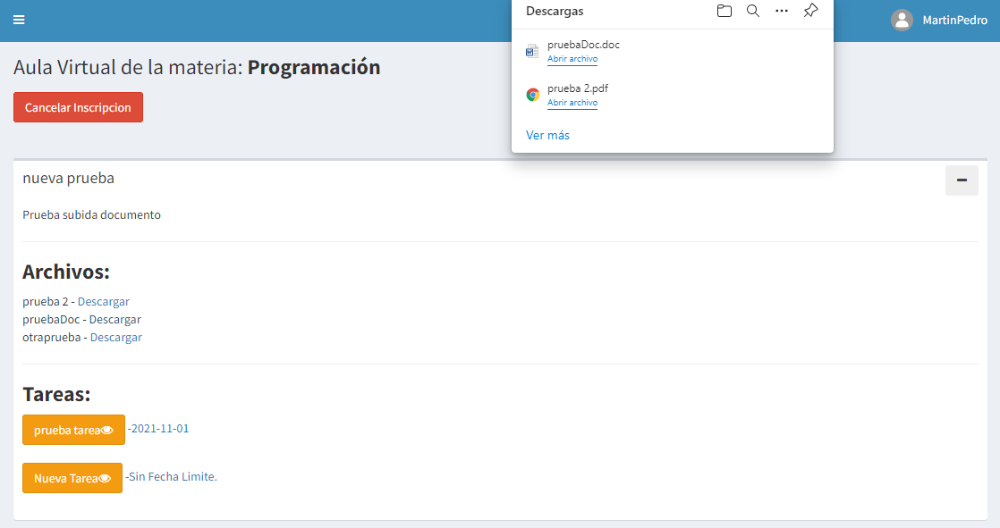 Descargas
MartinPedro
pruebaDoc.doc
Abrir archivo
prueba 2.pdf
Abrir archivo
Ver más
Aula Virtual de la materia: Programación
Cancelar Inscripcion
nueva prueba
Prueba subida documento
Archivos:
prueba 2 - Descargar
pruebaDoc - Descargar
otraprueba - Descargar
Tareas:
prueba tarea -2021-11-01
Nueva Tarea -Sin Fecha Limite.